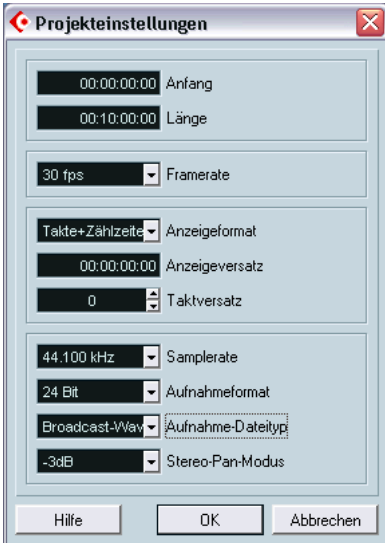 Projekteinstellungen
00:00:00:00 Anfang
00:10:00:00 Länge
30 fps Framerate
Takte+Zählzeite Anzeigeformat
00:00:00:00 Anzeigeversatz
0 Taktversatz
44.100 kHz Samplerate
24 Bit Aufnahmeformat
Broadcast-Wav Aufnahme-Dateityp
-3dB Stereo-Pan-Modus
Hilfe OK Abbrechen